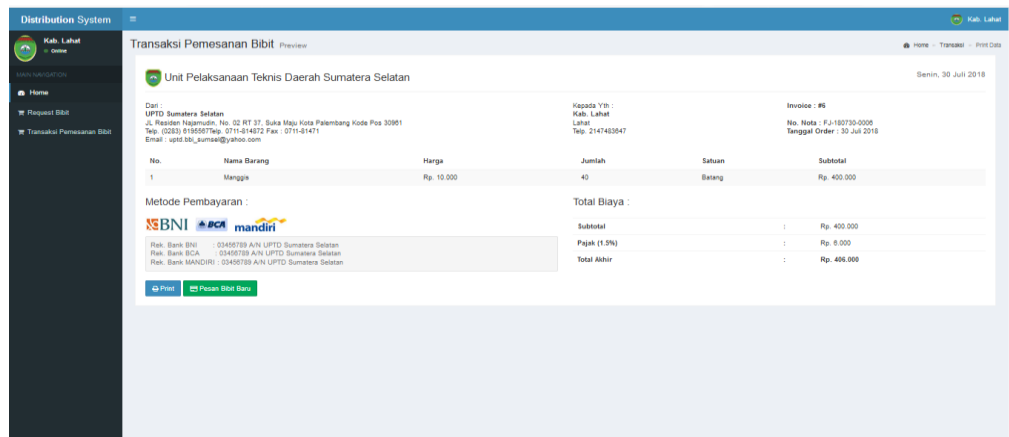 Distribution System
Kab. Lahat
Kab. Lahat
Online
MAIN NAVIGATION
Home
Request Bibit
Transaksi Pemesanan Bibit
Transaksi Pemesanan Bibit Preview
Home > Transaksi > Print Data
Unit Pelaksanaan Teknis Daerah Sumatera Selatan
Senin, 30 Juli 2018
Dari :
UPTD Sumatera Selatan
JL. Residen Najamudin, No. 02 RT 37, Suka Maju Kota Palembang Kode Pos 30961
Telp. (0283) 6195567Telp. 0711-814872 Fax : 0711-81471
Email : uptd.bbi_sumsel@yahoo.com
Kepada Yth :
Kab. Lahat
Lahat
Telp. 2147483647
Invoice : #6
No. Nota : FJ-180730-0006
Tanggal Order : 30 Juli 2018
No. Nama Barang Harga Jumlah Satuan Subtotal
1 Manggis Rp. 10.000 40 Batang Rp. 400.000
Metode Pembayaran :
BNI BCA mandiri
Rek. Bank BNI : 03456789 A/N UPTD Sumatera Selatan
Rek. Bank BCA : 03456789 A/N UPTD Sumatera Selatan
Rek. Bank MANDIRI : 03456789 A/N UPTD Sumatera Selatan
Total Biaya :
Subtotal : Rp. 400.000
Pajak (1.5%) : Rp. 6.000
Total Akhir : Rp. 406.000
Print
Pesan Bibit Baru